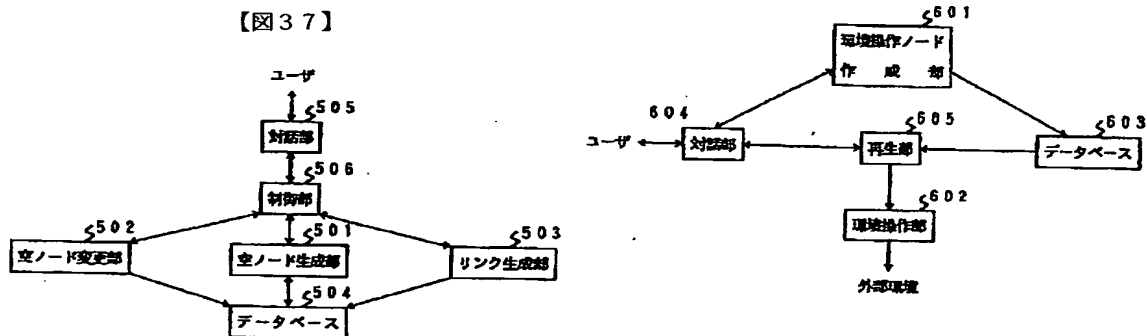 【図37】
ユーザ
505
対話部
506
制御部
502
501
503
空ノード変更部
空ノード生成部
リンク生成部
504
データベース
601
環境操作ノード
作成部
604
605
603
ユーザ
対話部
再生部
データベース
602
環境操作部
外部環境